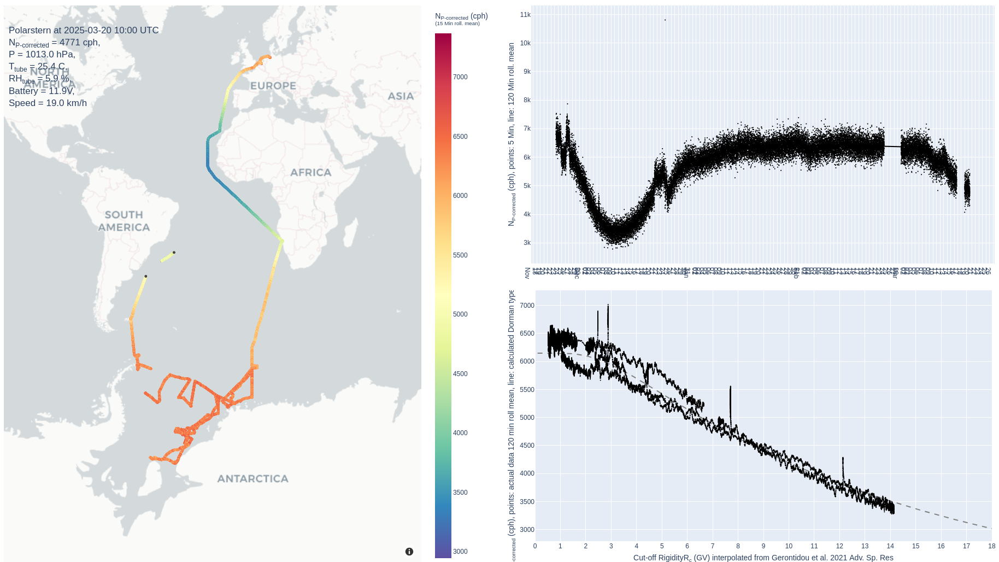 Polarstern at 2025-03-20 10:00 UTC
NP-corrected = 4771 cph,
P = 1013.0 hPa,
Ttube = 25.4 C,
RHtube = 5.9 %,
Battery = 11.9V,
Speed = 19.0 km/h
NORTH
AMERICA
EUROPE
ASIA
AFRICA
SOUTH
AMERICA
ANTARCTICA
NP-corrected (cph)
(15 Min roll. mean)
7000
6500
6000
5500
5000
4500
4000
3500
3000
NP-corrected (cph), points: 5 Min, line: 120 Min roll. mean
11k
10k
9k
8k
7k
6k
5k
4k
3k
Nov
-corrected (cph), points: actual data 120 min roll mean, line: calculated Dorman type
7000
6500
6000
5500
5000
4500
4000
3500
3000
0 1 2 3 4 5 6 7 8 9 10 11 12 13 14 15 16 17 18
Cut-off RigidityRc (GV) interpolated from Gerontidou et al. 2021 Adv. Sp. Res